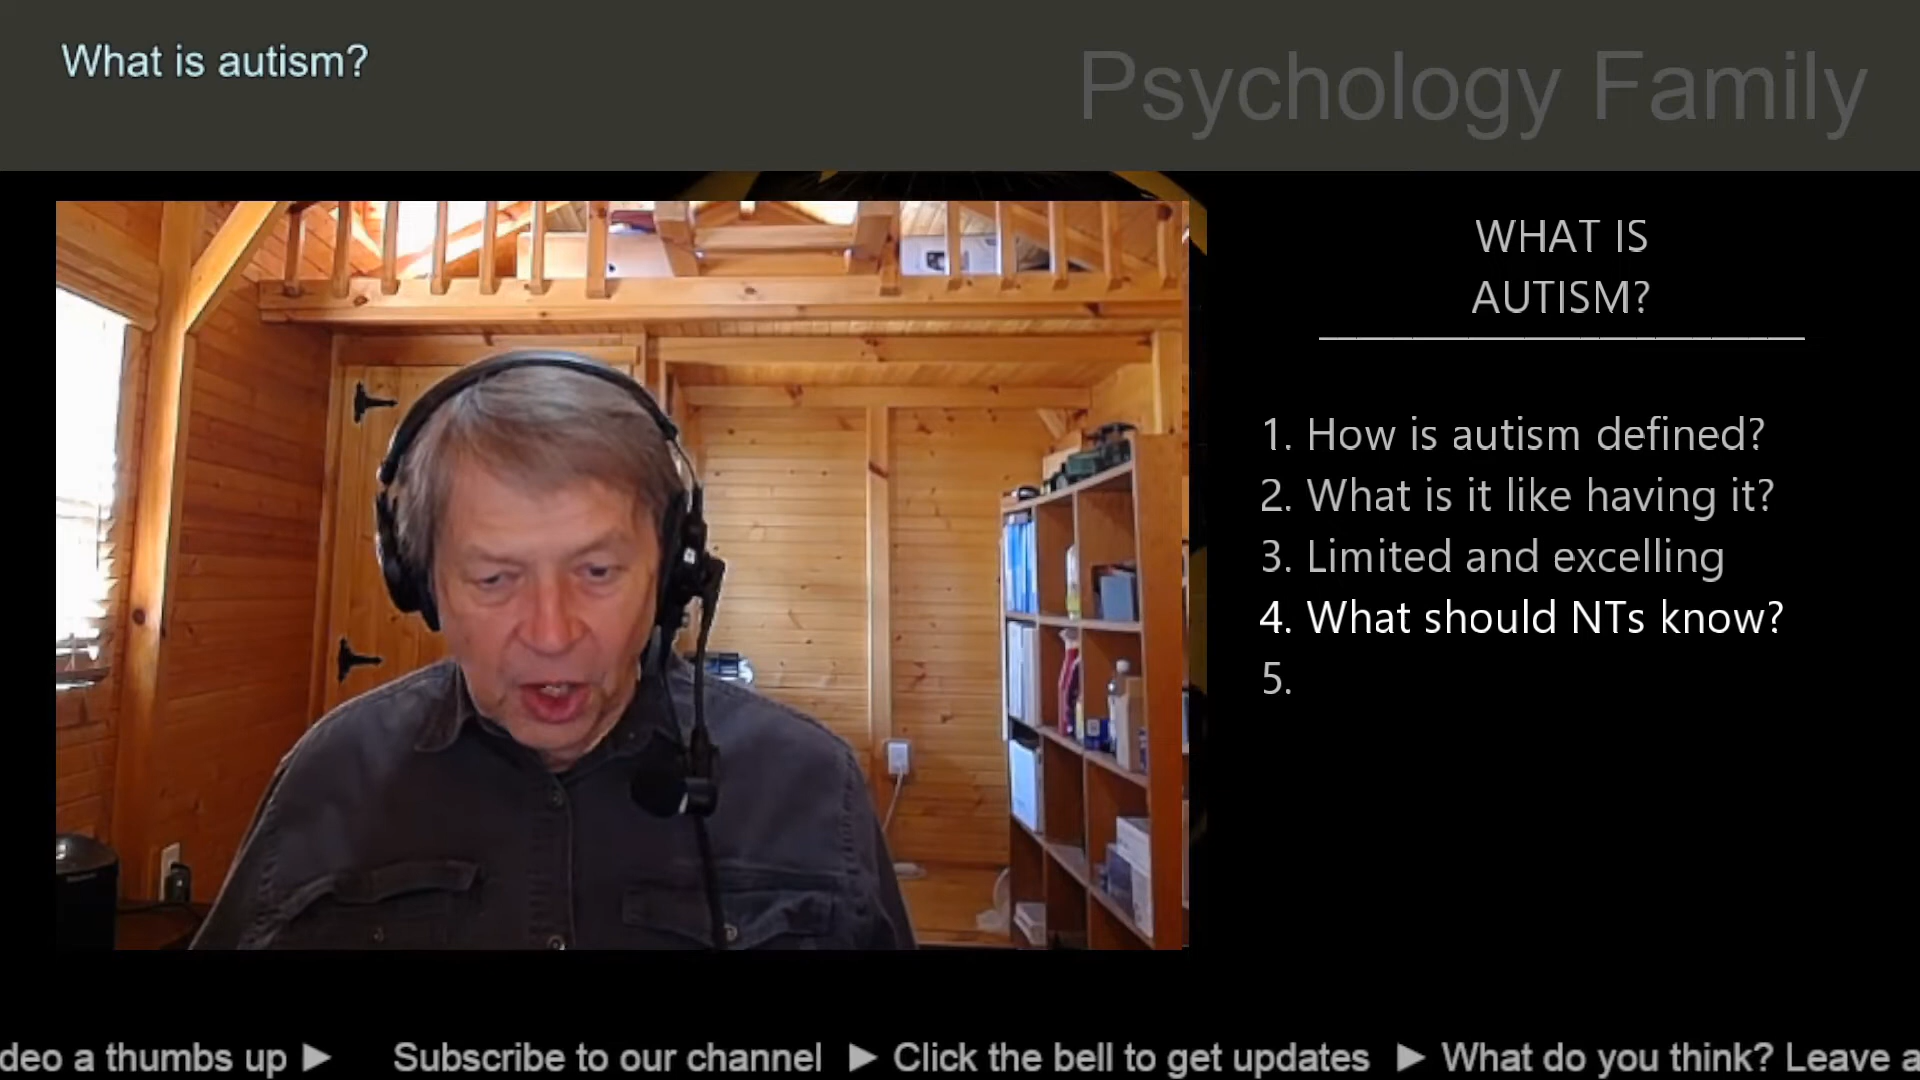 What is autism?
Psychology Family
WHAT IS
AUTISM?
1. How is autism defined?
2. What is it like having it?
3. Limited and excelling
4. What should NTs know?
5.
deo a thumbs up ▶ Subscribe to our channel ▶ Click the bell to get updates ▶ What do you think? Leave a